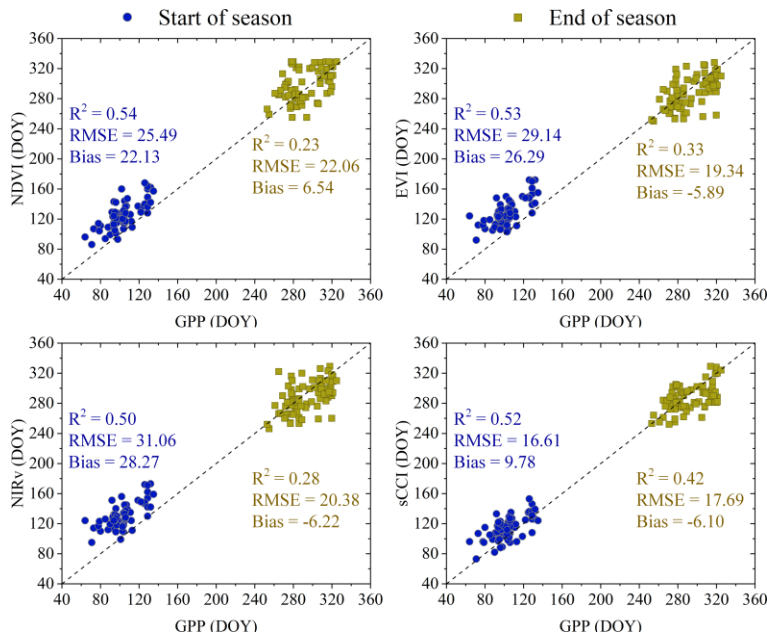 Start of season
End of season
360
320
280
240
200
160
120
80
40
NDVI (DOY)
R² = 0.54
RMSE = 25.49
Bias = 22.13
R² = 0.23
RMSE = 22.06
Bias = 6.54
40 80 120 160 200 240 280 320 360
GPP (DOY)
360
320
280
240
200
160
120
80
40
EVI (DOY)
R² = 0.53
RMSE = 29.14
Bias = 26.29
R² = 0.33
RMSE = 19.34
Bias = -5.89
40 80 120 160 200 240 280 320 360
GPP (DOY)
360
320
280
240
200
160
120
80
40
NIRv (DOY)
R² = 0.50
RMSE = 31.06
Bias = 28.27
R² = 0.28
RMSE = 20.38
Bias = -6.22
40 80 120 160 200 240 280 320 360
GPP (DOY)
360
320
280
240
200
160
120
80
40
sCCI (DOY)
R² = 0.52
RMSE = 16.61
Bias = 9.78
R² = 0.42
RMSE = 17.69
Bias = -6.10
40 80 120 160 200 240 280 320 360
GPP (DOY)